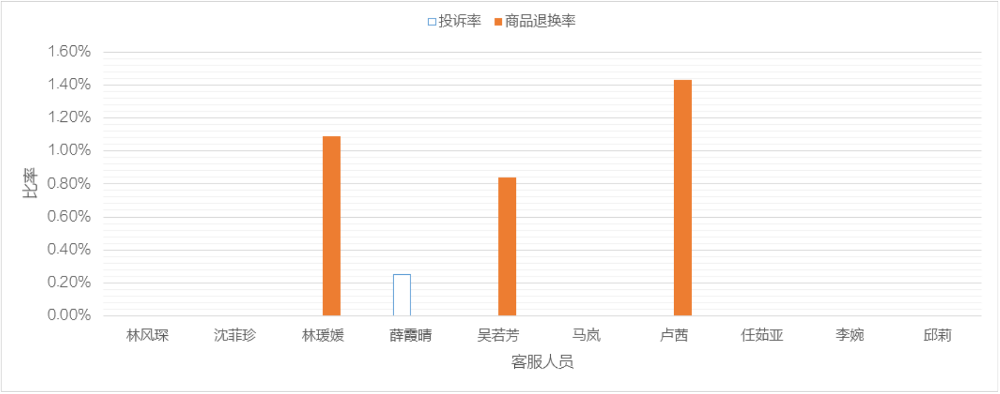 投诉率 商品退换率
1.60%
1.40%
1.20%
1.00%
0.80%
0.60%
0.40%
0.20%
0.00%
比率
林风琛 沈菲珍 林瑗媛 薛霞晴 吴若芳 马岚 卢茜 任茹亚 李婉 邱莉
客服人员